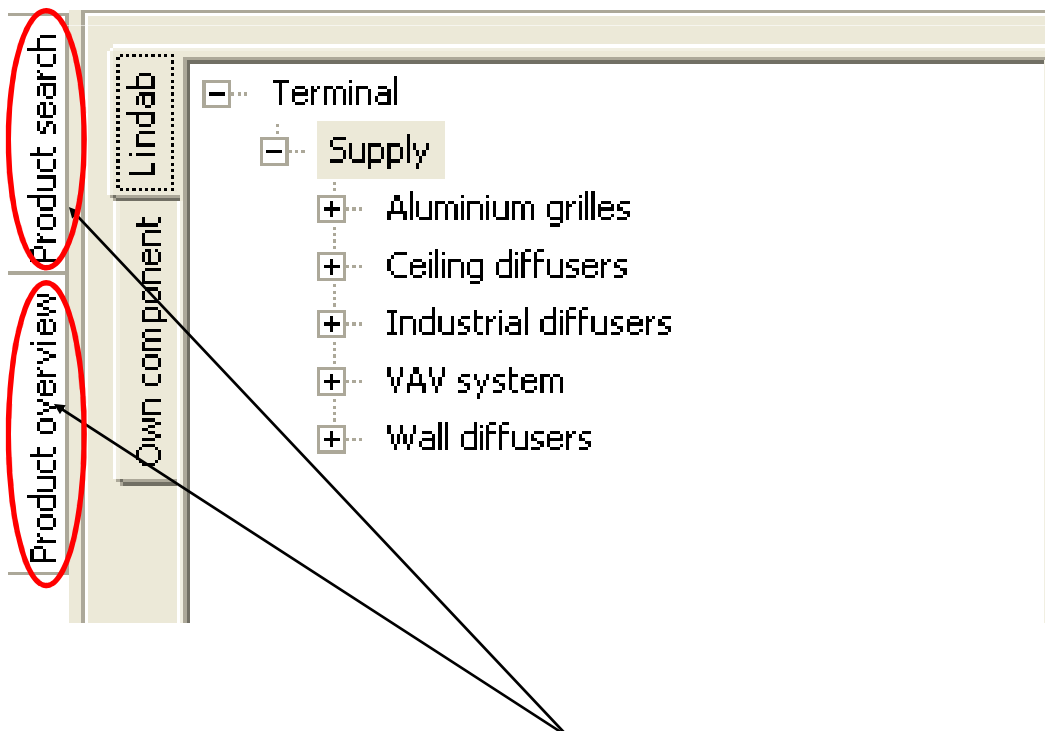 Product search
Product overview
Lindab
Own component
Terminal
Supply
Aluminium grilles
Ceiling diffusers
Industrial diffusers
VAV system
Wall diffusers